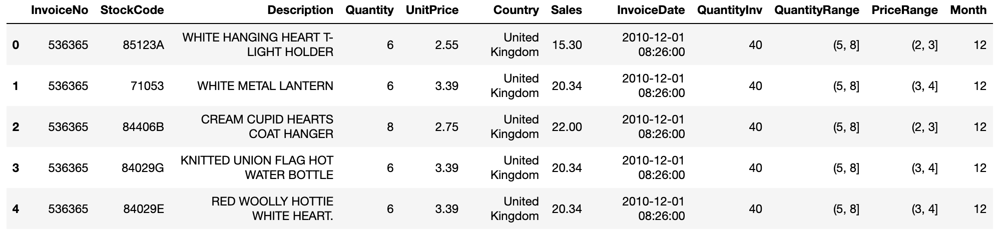 InvoiceNo StockCode Description Quantity UnitPrice Country Sales InvoiceDate QuantityInv QuantityRange PriceRange Month
0 536365 85123A WHITE HANGING HEART T- 6 2.55 United 15.30 2010-12-01 40 (5, 8] (2, 3] 12
LIGHT HOLDER Kingdom 08:26:00
1 536365 71053 WHITE METAL LANTERN 6 3.39 United 20.34 2010-12-01 40 (5, 8] (3, 4] 12
Kingdom 08:26:00
2 536365 84406B CREAM CUPID HEARTS 8 2.75 United 22.00 2010-12-01 40 (5, 8] (2, 3] 12
COAT HANGER Kingdom 08:26:00
3 536365 84029G KNITTED UNION FLAG HOT 6 3.39 United 20.34 2010-12-01 40 (5, 8] (3, 4] 12
WATER BOTTLE Kingdom 08:26:00
4 536365 84029E RED WOOLLY HOTTIE 6 3.39 United 20.34 2010-12-01 40 (5, 8] (3, 4] 12
WHITE HEART. Kingdom 08:26:00